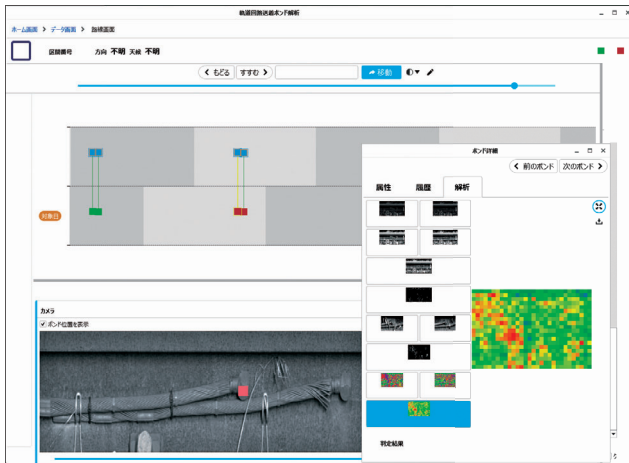 軌道回路送着ボンド解析
ホーム画面 > データ画面 > 指標画面
区間番号 方向 不明 天候 不明
もどる すすむ 移動
ボンド詳細
前のボンド 次のボンド
属性 履歴 解析
対象日
カメラ
ボンド位置を表示
判定結果